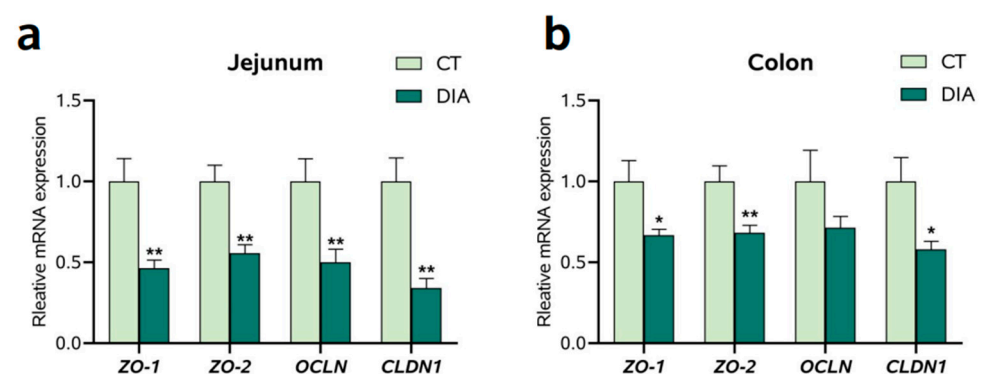 a
Jejunum
CT
DIA
Rleative mRNA expression
1.5
1.0
0.5
0.0
**
**
**
**
ZO-1 ZO-2 OCLN CLDN1
b
Colon
CT
DIA
Rleative mRNA expression
1.5
1.0
0.5
0.0
*
**
*
ZO-1 ZO-2 OCLN CLDN1